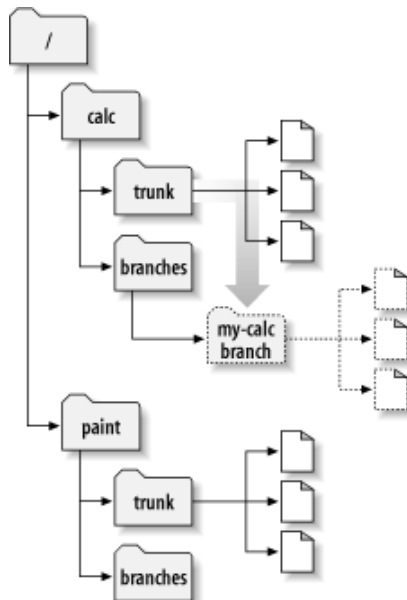 /
calc
trunk
branches
my-calc
branch
paint
trunk
branches